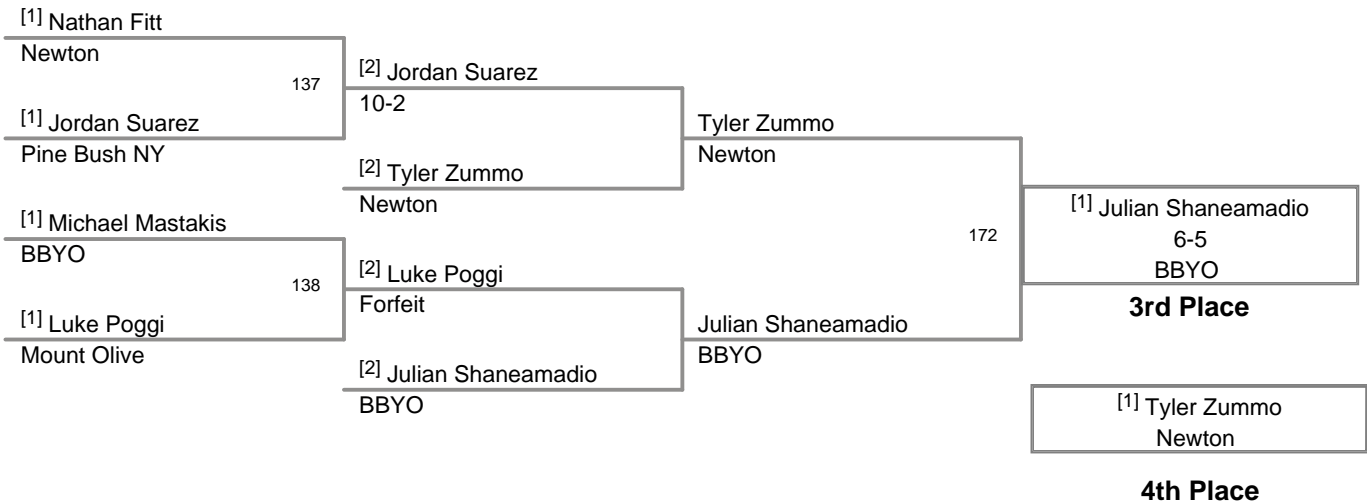 [1] Nathan Fitt
Newton
137
[1] Jordan Suarez
Pine Bush NY
[1] Michael Mastakis
BBYO
138
[1] Luke Poggi
Mount Olive
[2] Jordan Suarez
10-2
[2] Tyler Zummo
Newton
[2] Luke Poggi
Forfeit
[2] Julian Shaneamadio
BBYO
Tyler Zummo
Newton
172
Julian Shaneamadio
BBYO
[1] Julian Shaneamadio
6-5
BBYO
3rd Place
[1] Tyler Zummo
Newton
4th Place